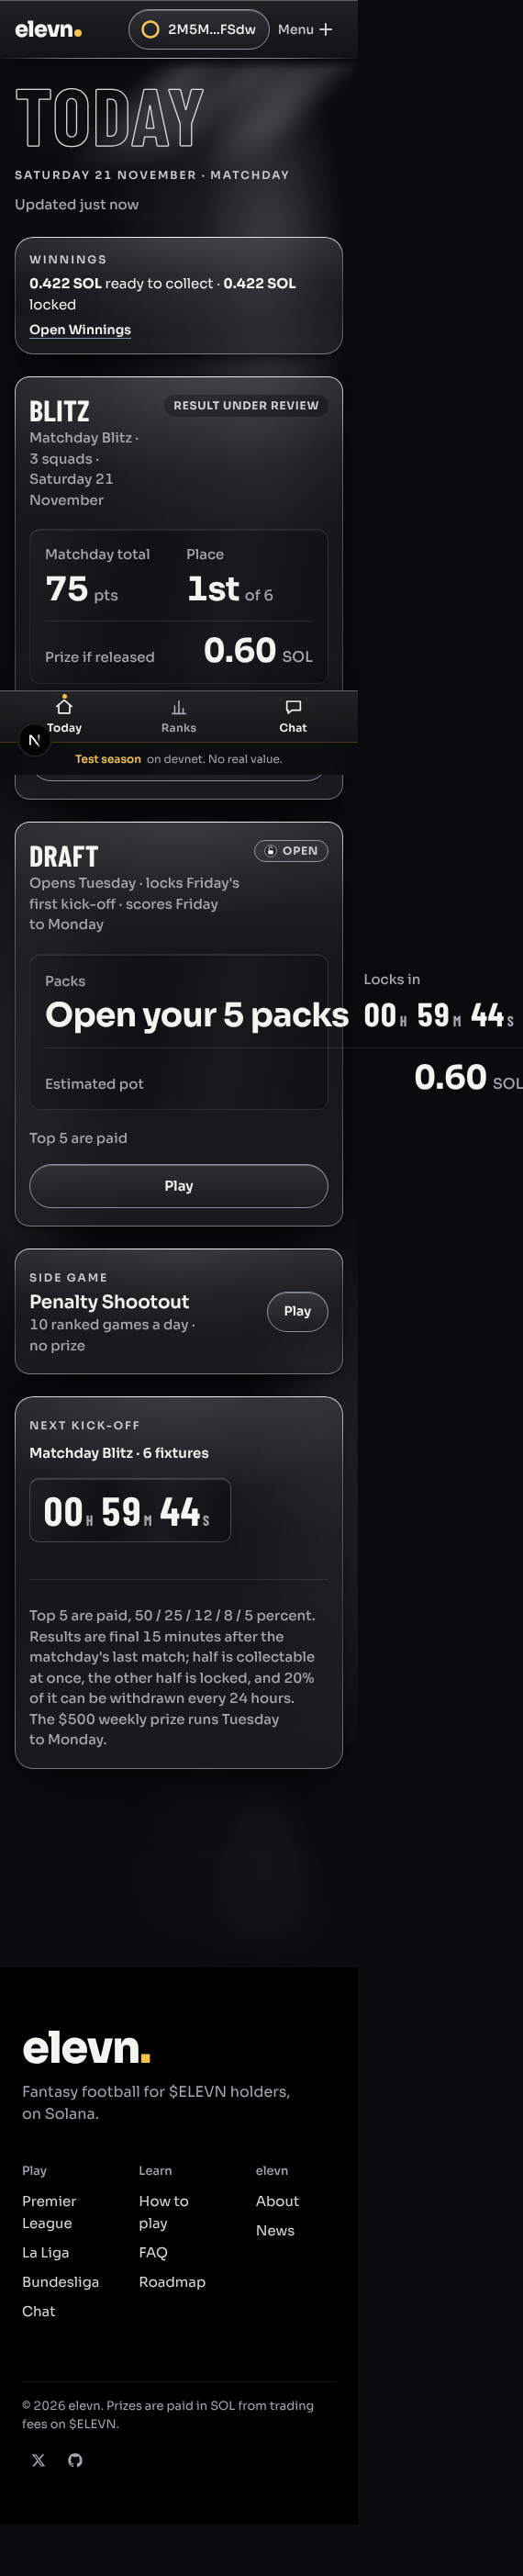 elevn.
2M5M...FSdw
Menu
TODAY
SATURDAY 21 NOVEMBER · MATCHDAY
Updated just now
WINNINGS
0.422 SOL ready to collect · 0.422 SOL
locked
Open Winnings
BLITZ
RESULT UNDER REVIEW
Matchday Blitz ·
3 squads ·
Saturday 21
November
Matchday total
Place
75 pts
1st of 6
Prize if released
0.60 SOL
Today
Ranks
Chat
N
Test season on devnet. No real value.
DRAFT
OPEN
Opens Tuesday · locks Friday's
first kick-off · scores Friday
to Monday
Packs
Locks in
Open your 5 packs
00H 59M 44S
Estimated pot
0.60 SOL
Top 5 are paid
Play
SIDE GAME
Penalty Shootout
10 ranked games a day ·
no prize
Play
NEXT KICK-OFF
Matchday Blitz · 6 fixtures
00H 59M 44S
Top 5 are paid, 50 / 25 / 12 / 8 / 5 percent.
Results are final 15 minutes after the
matchday's last match; half is collectable
at once, the other half is locked, and 20%
of it can be withdrawn every 24 hours.
The $500 weekly prize runs Tuesday
to Monday.
elevn.
Fantasy football for $ELEVN holders,
on Solana.
Play
Premier
League
La Liga
Bundesliga
Chat
Learn
How to
play
FAQ
Roadmap
elevn
About
News
© 2026 elevn. Prizes are paid in SOL from trading
fees on $ELEVN.